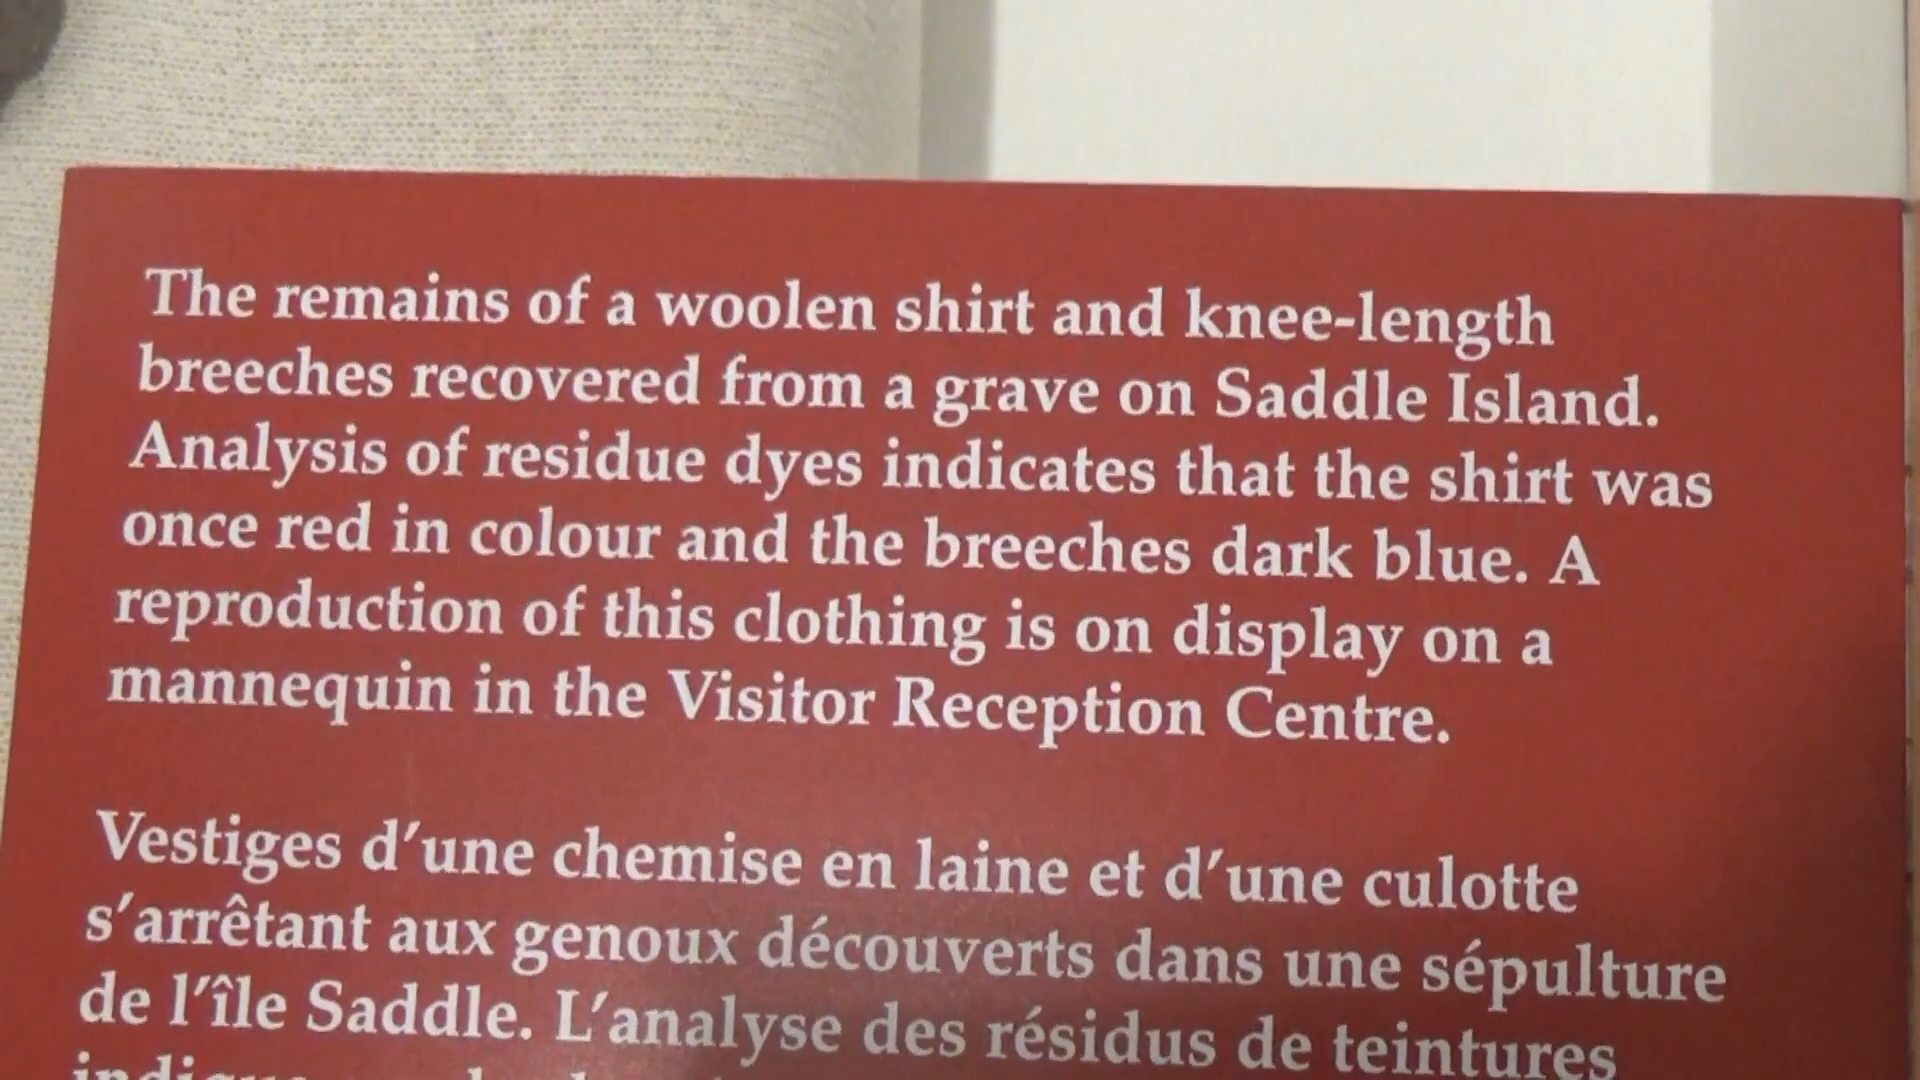 The remains of a woolen shirt and knee-length
breeches recovered from a grave on Saddle Island.
Analysis of residue dyes indicates that the shirt was
once red in colour and the breeches dark blue. A
reproduction of this clothing is on display on a
mannequin in the Visitor Reception Centre.
Vestiges d'une chemise en laine et d'une culotte
s'arrêtant aux genoux découverts dans une sépulture
de l'île Saddle. L'analyse des résidus de teintures